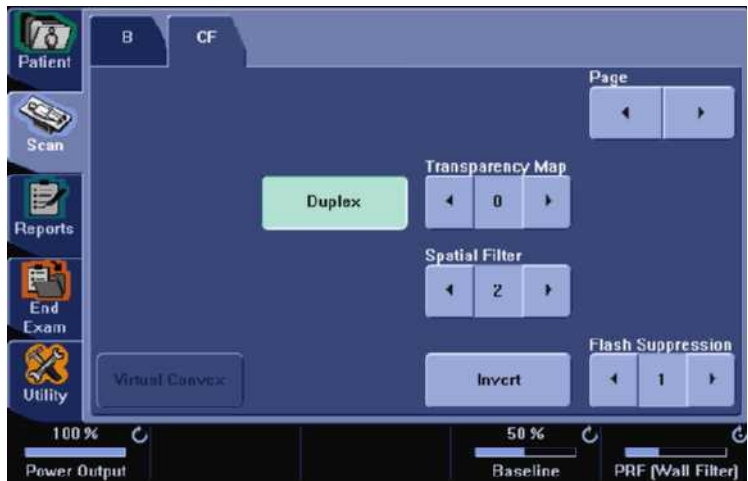 B
CF
Patient
Page
Scan
Transparency Map
Duplex
0
Reports
Spatial Filter
2
End
Exam
Flash Suppression
Virtual Convex
Invert
1
Utility
100 %
50 %
Power Output
Baseline
PRF (Wall Filter)